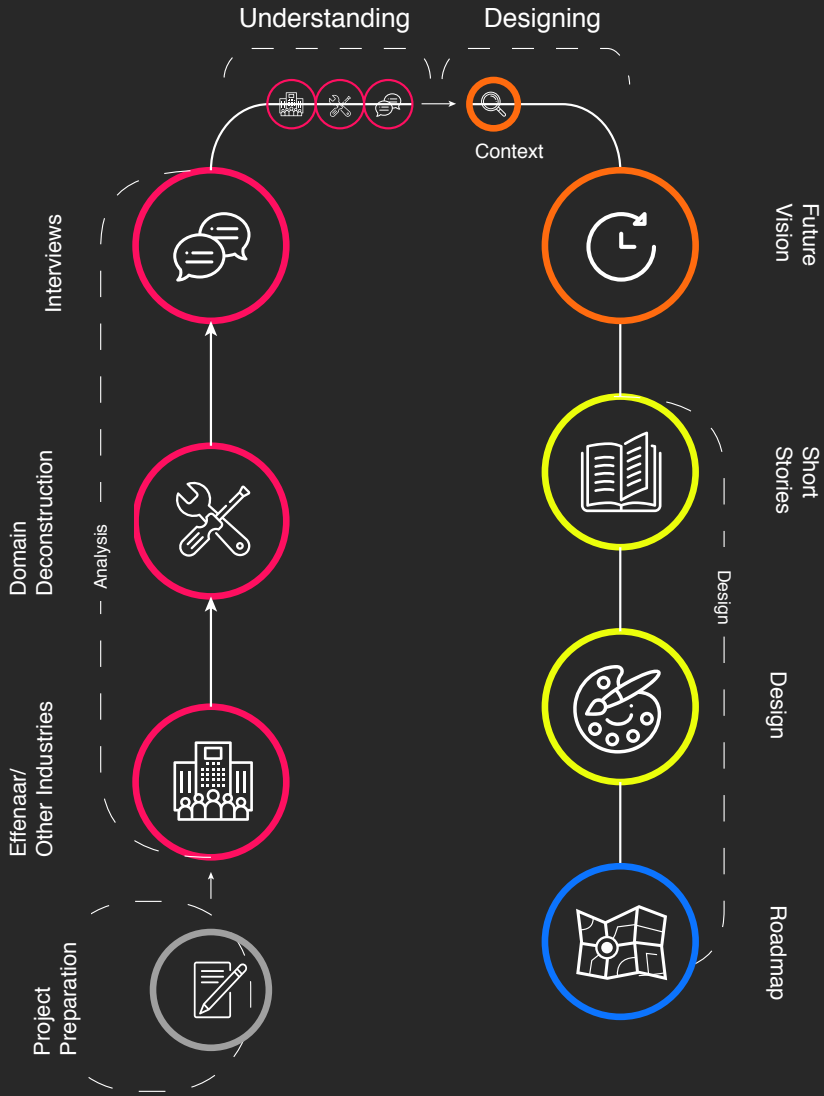 Understanding
Designing
Context
Interviews
Domain
Deconstruction
Analysis
Effenaar/
Other Industries
Project
Preparation
Future
Vision
Short
Stories
Design
Design
Roadmap